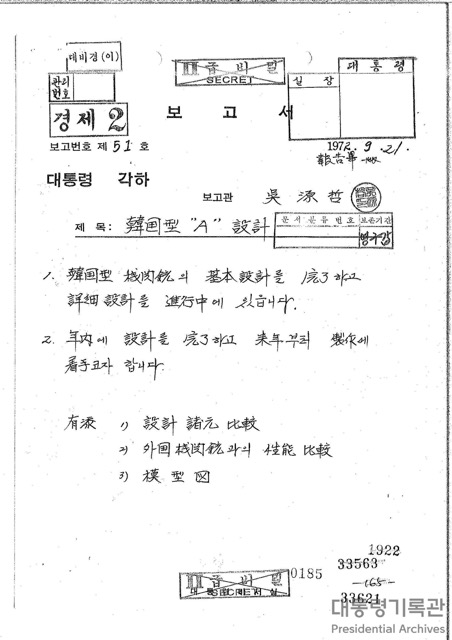 대비경(이)
II급비밀
SECRET
실장
대통령
관리
번호
경제2
보고서
보고번호 제 51 호
1972. 9. 21.
報告畢
대통령 각하
보고관 吳源哲
제 목: 韓国型 "A" 設計
문서분류번호 보존기간
영구
1. 韓国型 機関銃의 基本設計를 完了하고
詳細設計를 進行中에 있습니다.
2. 年内에 設計를 完了하고 来年부터 製作에
着手코자 합니다.
有添 1) 設計 諸元 比較
2) 外国機関銃과의 性能 比較
3) 模型図
1922
II급비밀
SECRET
0185
33563
-165-
33621
대통령기록관
Presidential Archives